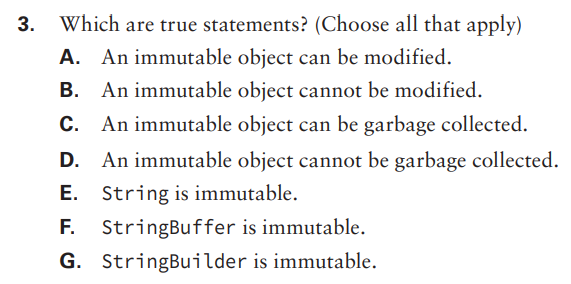 3. Which are true statements? (Choose all that apply)
A. An immutable object can be modified.
B. An immutable object cannot be modified.
C. An immutable object can be garbage collected.
D. An immutable object cannot be garbage collected.
E. String is immutable.
F. StringBuffer is immutable.
G. StringBuilder is immutable.